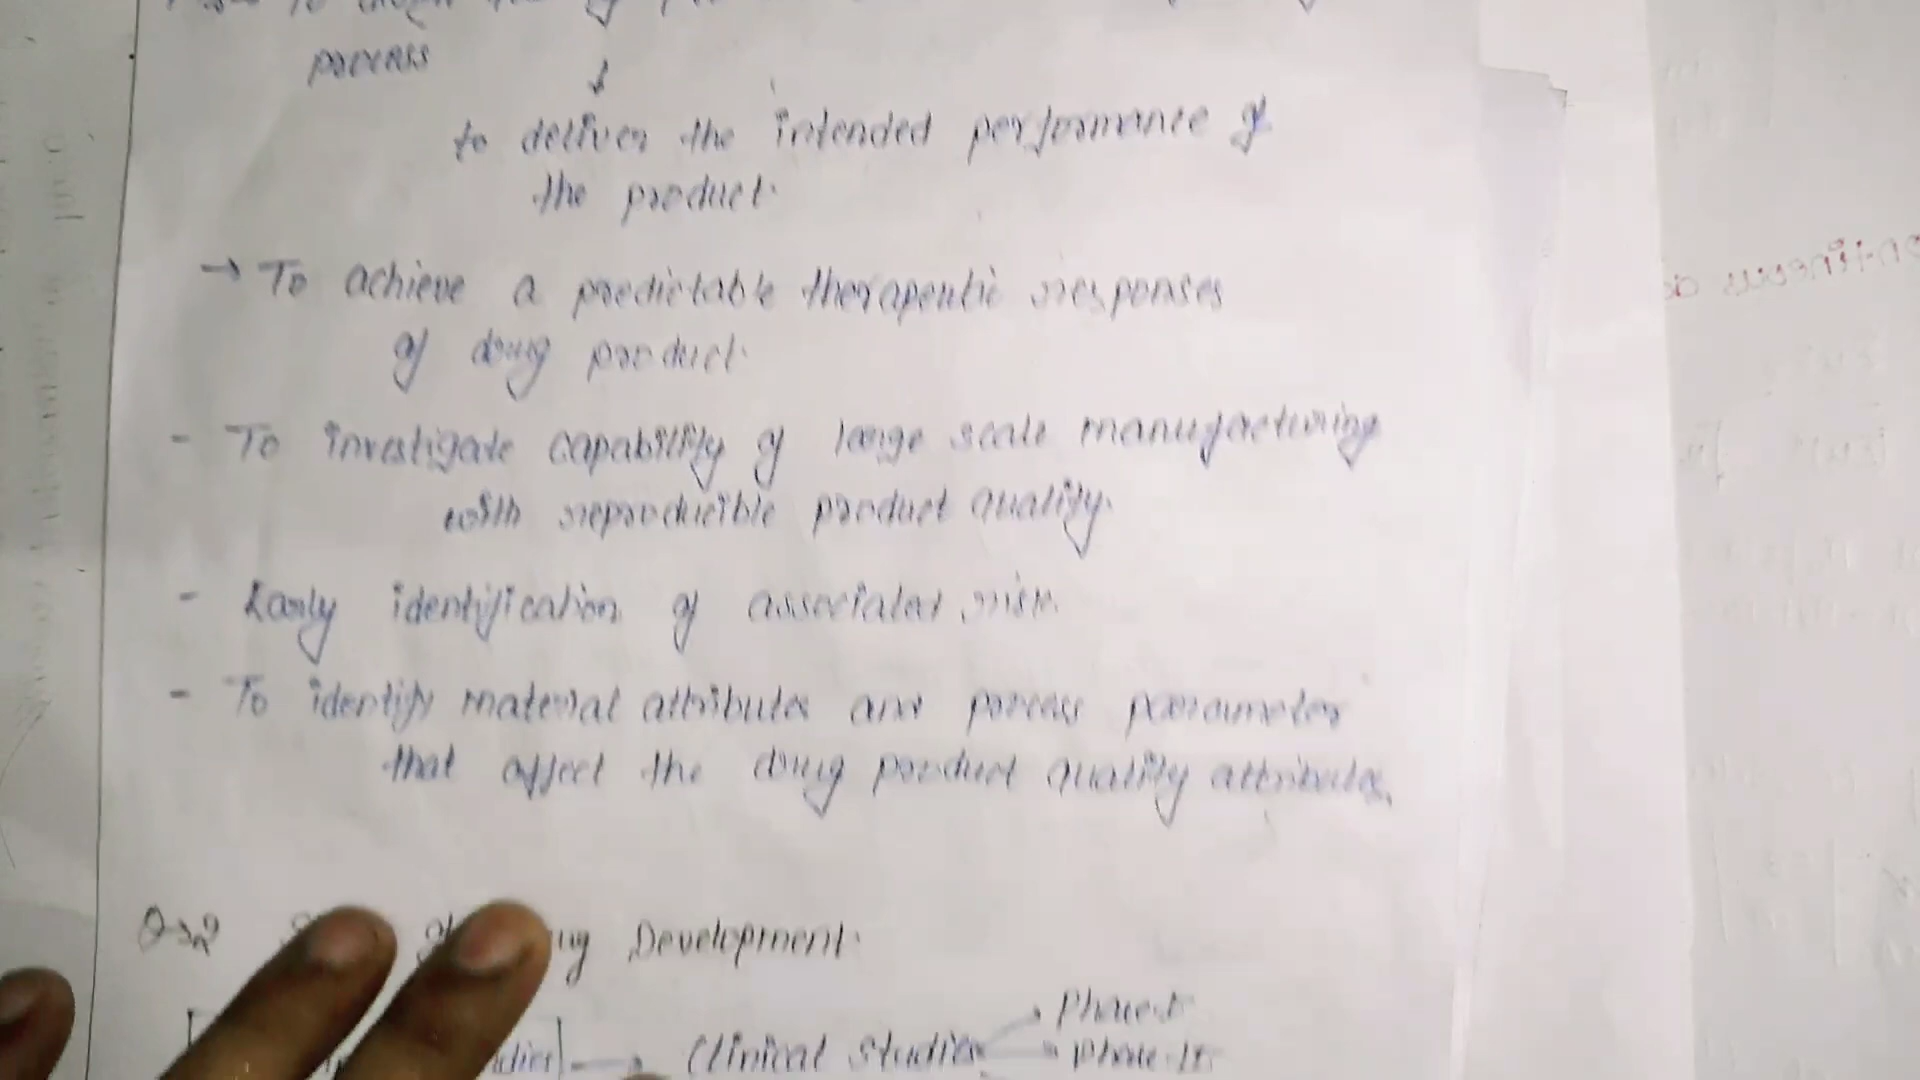 process
↓
to deliver the intended performance of
the product.
→ To achieve a predictable therapeutic responses
of drug product.
- To investigate capability of large scale manufacturing
with reproducible product quality.
- Early identification of associated risk.
- To identify material attributes and process parameter
that affect the drug product quality attributes.
Q→2 Development.
→ Clinical Studies
Phase-I
Phase-II